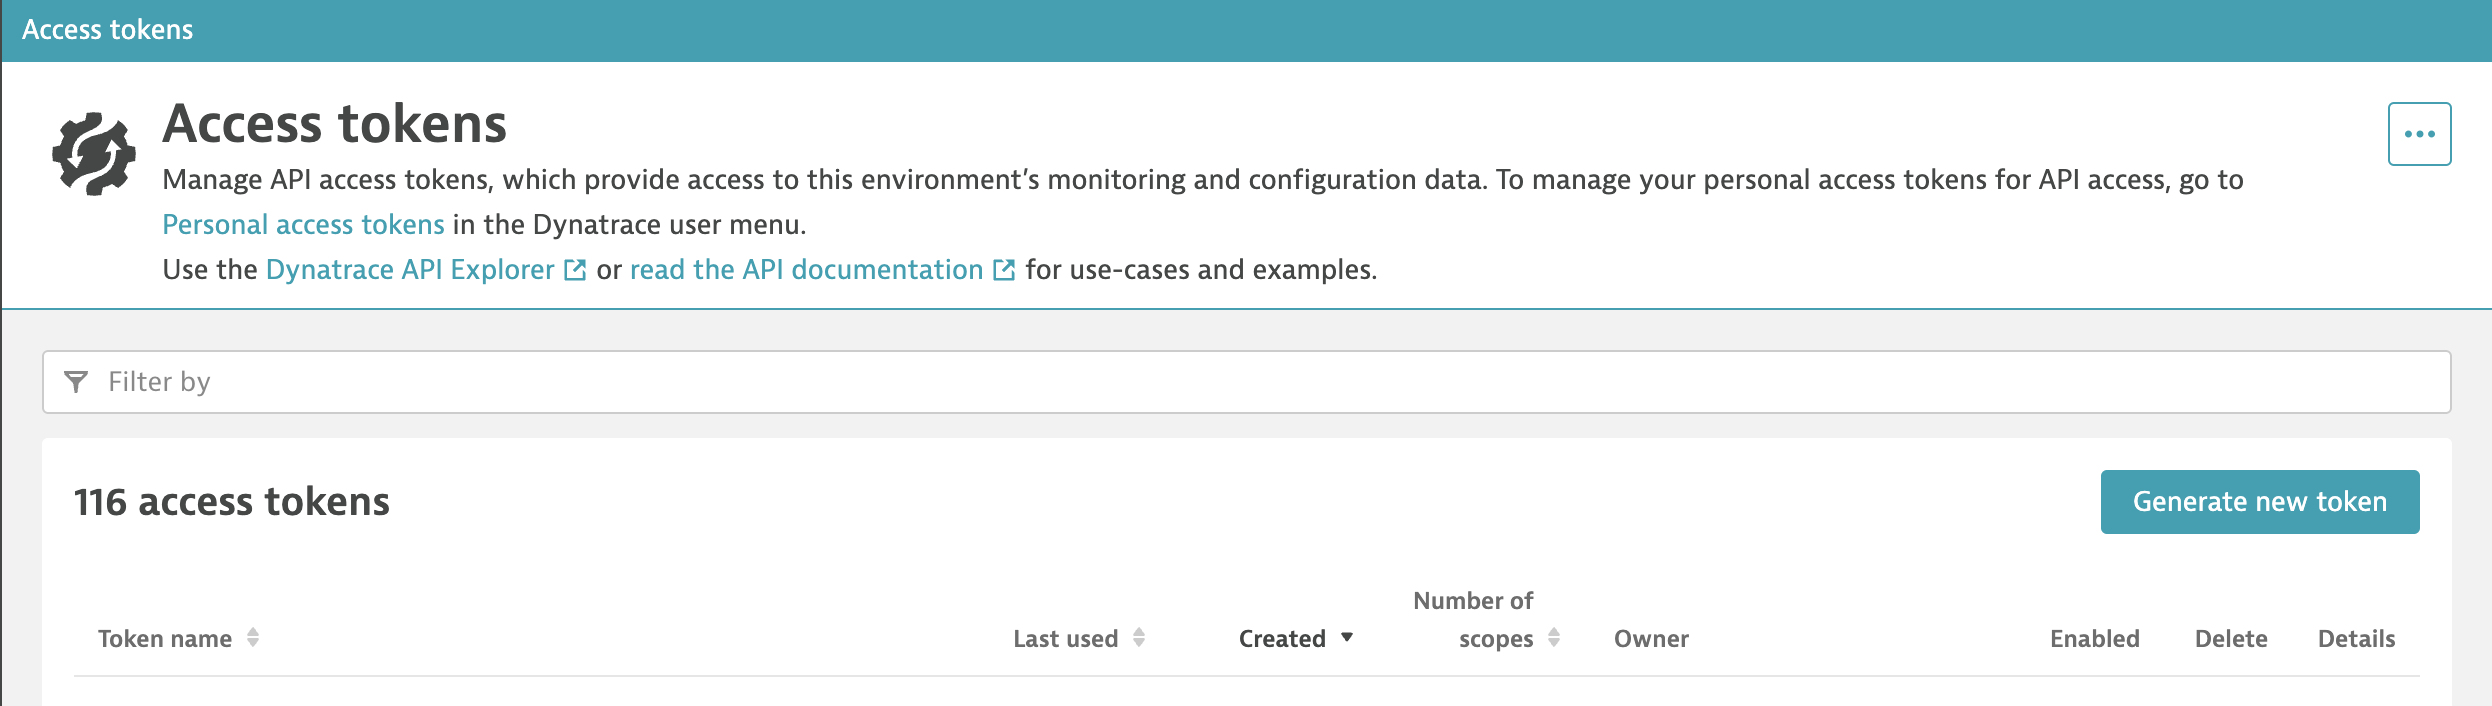 Access tokens
Access tokens
Manage API access tokens, which provide access to this environment’s monitoring and configuration data. To manage your personal access tokens for API access, go to
Personal access tokens in the Dynatrace user menu.
Use the Dynatrace API Explorer or read the API documentation for use-cases and examples.
Filter by
116 access tokens
Generate new token
Token name
Last used
Created
Number of
scopes
Owner
Enabled
Delete
Details